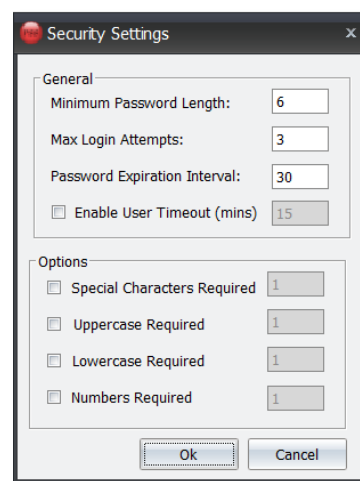 Security Settings x
General
Minimum Password Length: 6
Max Login Attempts: 3
Password Expiration Interval: 30
Enable User Timeout (mins) 15
Options
Special Characters Required 1
Uppercase Required 1
Lowercase Required 1
Numbers Required 1
Ok Cancel